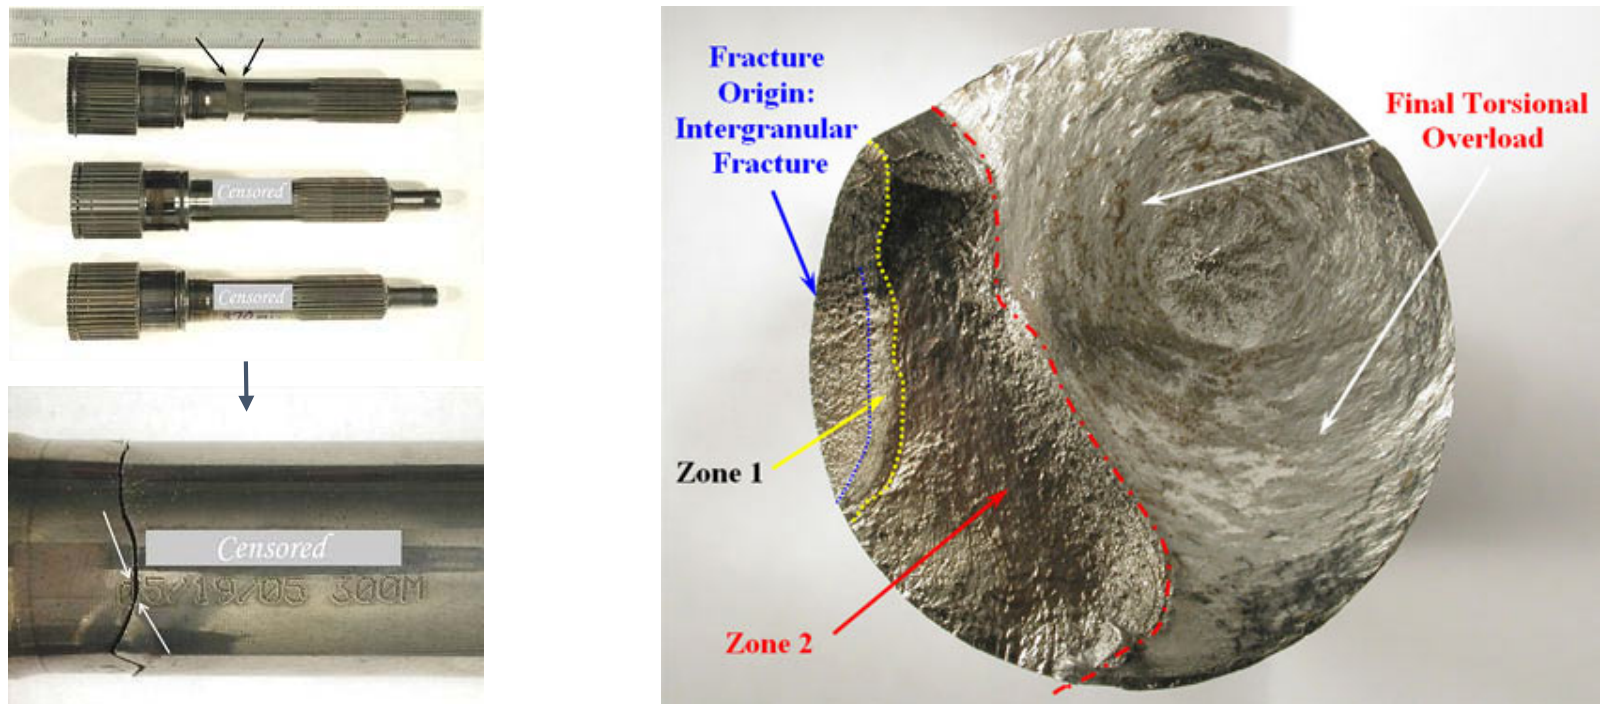 Censored
Censored
Censored
05/19/05 300M
Fracture
Origin:
Intergranular
Fracture
Final Torsional
Overload
Zone 1
Zone 2